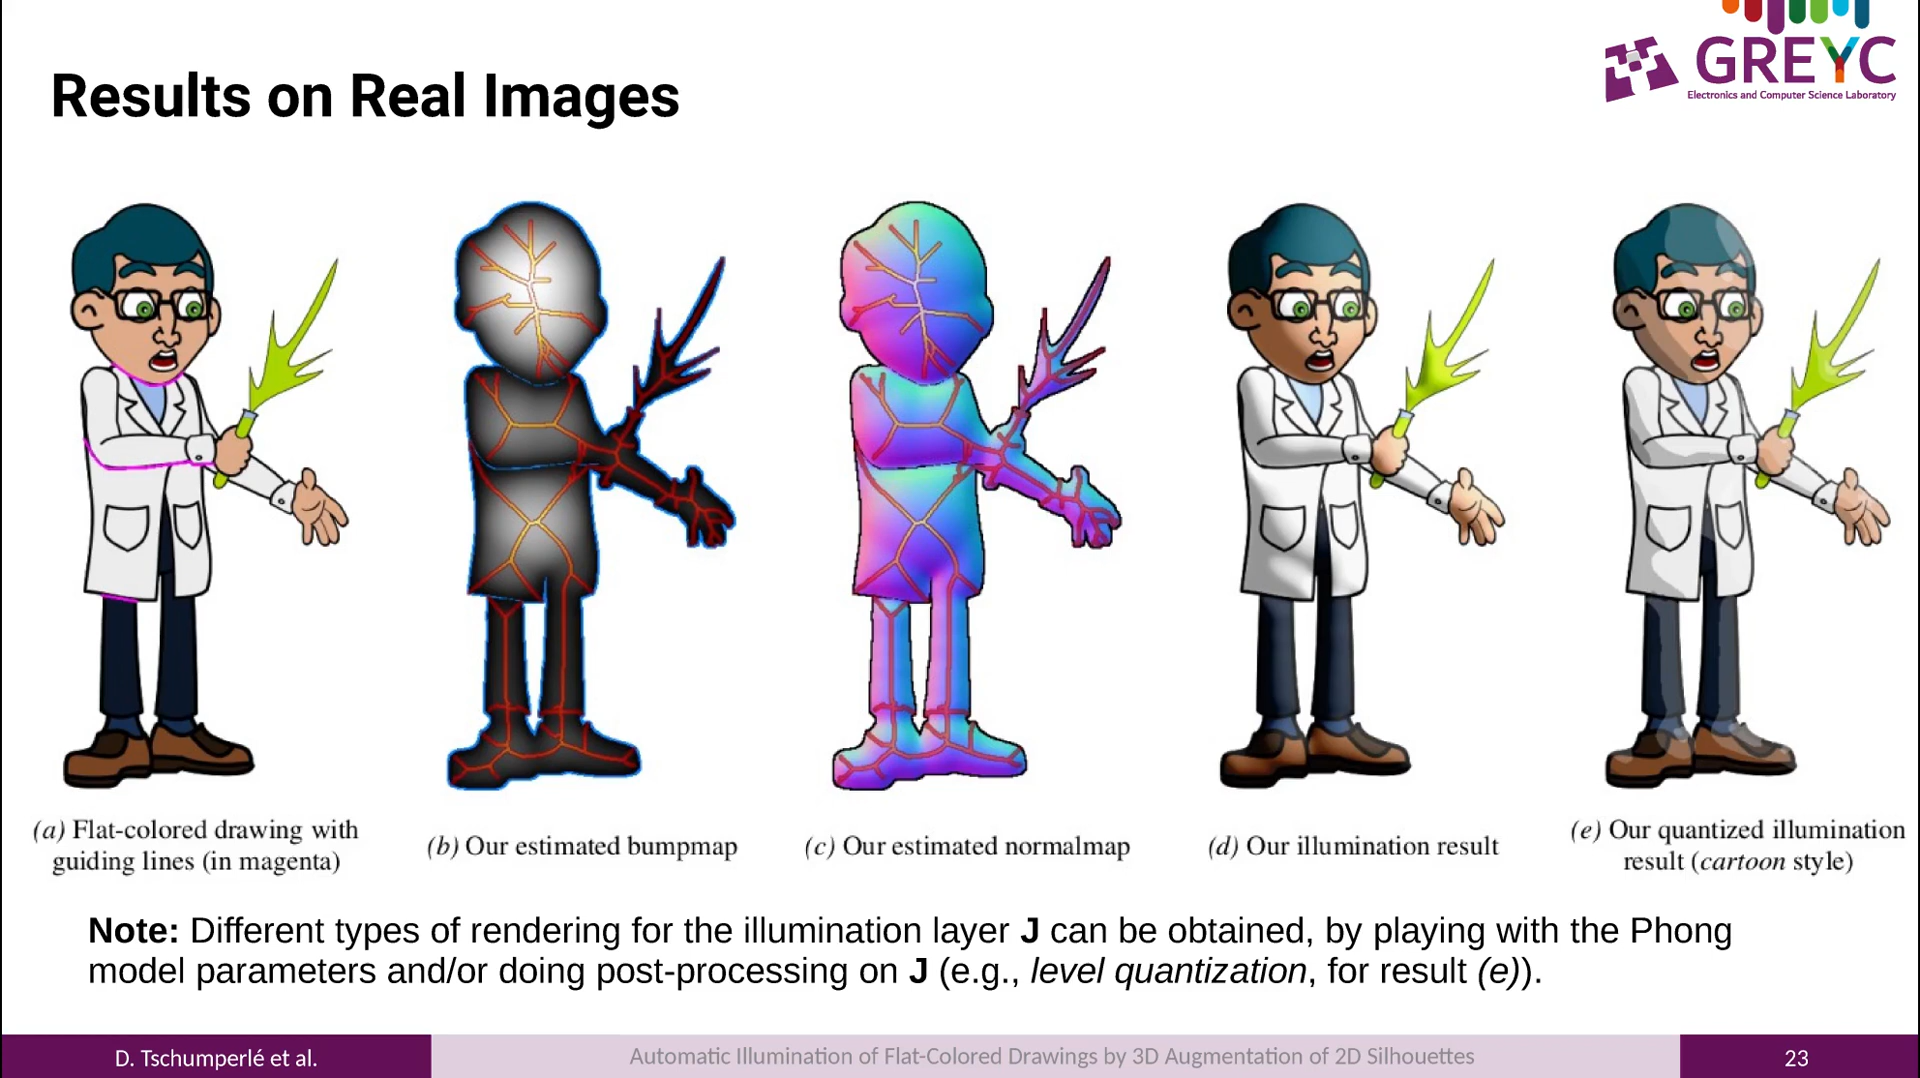 GREYC
Electronics and Computer Science Laboratory
Results on Real Images
(a) Flat-colored drawing with
guiding lines (in magenta)
(b) Our estimated bumpmap
(c) Our estimated normalmap
(d) Our illumination result
(e) Our quantized illumination
result (cartoon style)
Note: Different types of rendering for the illumination layer J can be obtained, by playing with the Phong
model parameters and/or doing post-processing on J (e.g., level quantization, for result (e)).
D. Tschumperlé et al.
Automatic Illumination of Flat-Colored Drawings by 3D Augmentation of 2D Silhouettes
23